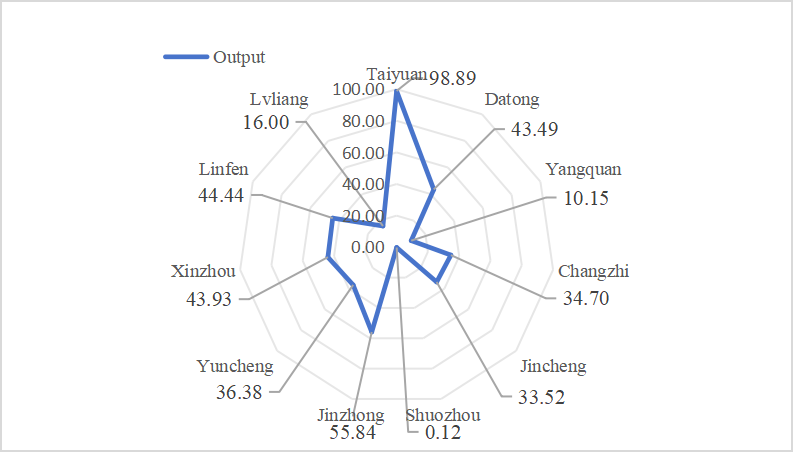 Output
Taiyuan
98.89
100.00
80.00
60.00
40.00
20.00
0.00
Datong
43.49
Yangquan
10.15
Changzhi
34.70
Jincheng
33.52
Shuozhou
0.12
Jinzhong
55.84
Yuncheng
36.38
Xinzhou
43.93
Linfen
44.44
Lvliang
16.00